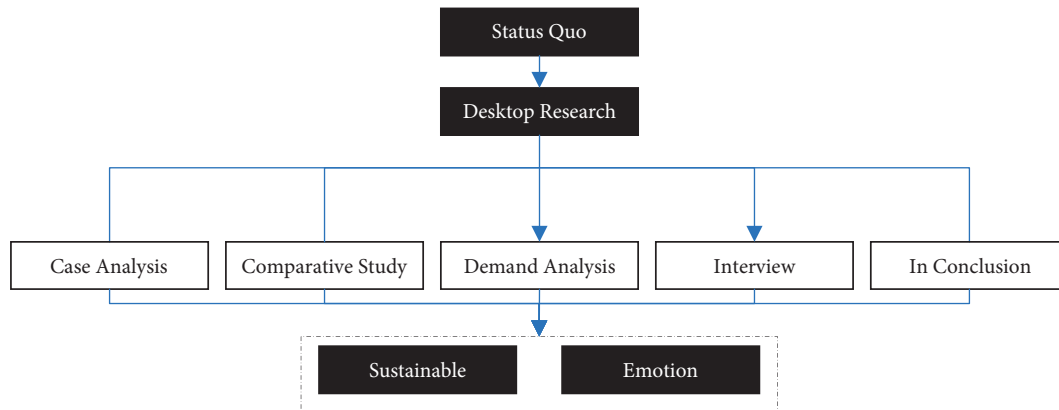 Status Quo
Desktop Research
Case Analysis
Comparative Study
Demand Analysis
Interview
In Conclusion
Sustainable
Emotion